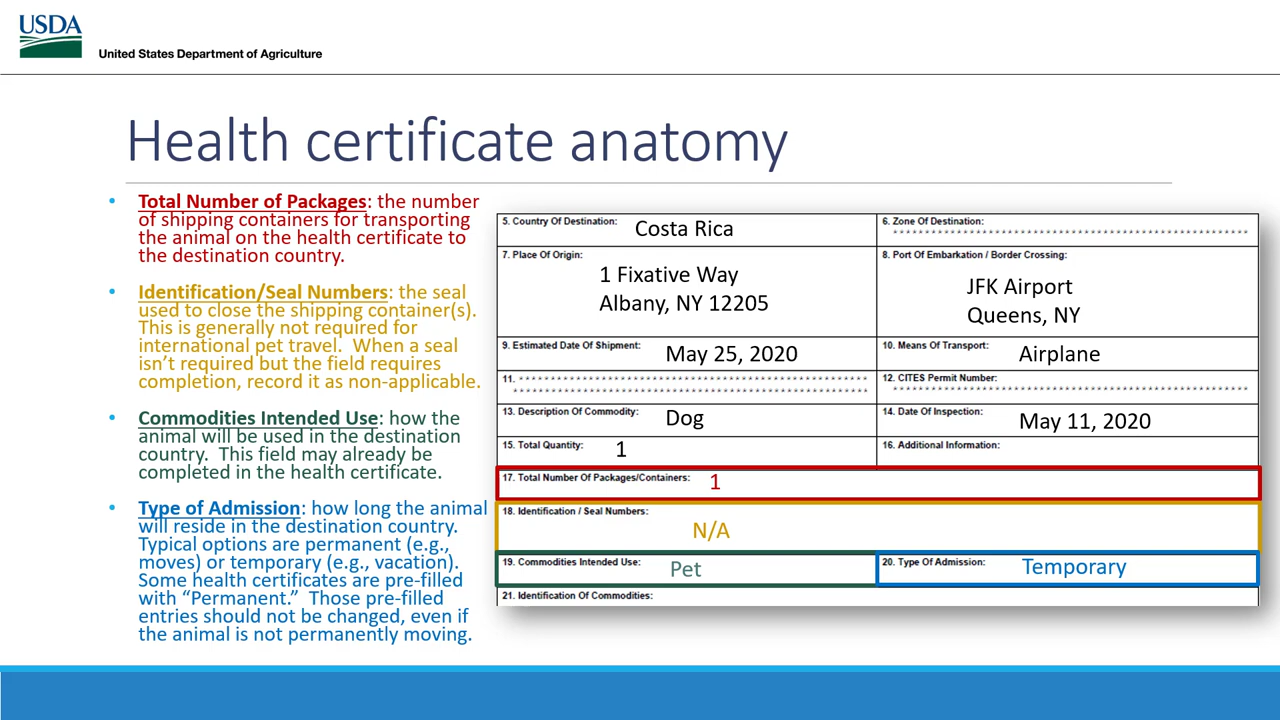 USDA
United States Department of Agriculture
Health certificate anatomy
• Total Number of Packages: the number
of shipping containers for transporting
the animal on the health certificate to
the destination country.
• Identification/Seal Numbers: the seal
used to close the shipping container(s).
This is generally not required for
international pet travel. When a seal
isn't required but the field requires
completion, record it as non-applicable.
• Commodities Intended Use: how the
animal will be used in the destination
country. This field may already be
completed in the health certificate.
• Type of Admission: how long the animal
will reside in the destination country.
Typical options are permanent (e.g.,
moves) or temporary (e.g., vacation).
Some health certificates are pre-filled
with “Permanent.” Those pre-filled
entries should not be changed, even if
the animal is not permanently moving.
5. Country Of Destination: Costa Rica
6. Zone Of Destination:
7. Place Of Origin:
1 Fixative Way
Albany, NY 12205
8. Port Of Embarkation / Border Crossing:
JFK Airport
Queens, NY
9. Estimated Date Of Shipment: May 25, 2020
10. Means Of Transport: Airplane
11.
12. CITES Permit Number:
13. Description Of Commodity: Dog
14. Date Of Inspection: May 11, 2020
15. Total Quantity: 1
16. Additional Information:
17. Total Number Of Packages/Containers: 1
18. Identification / Seal Numbers:
N/A
19. Commodities Intended Use: Pet
20. Type Of Admission: Temporary
21. Identification Of Commodities: